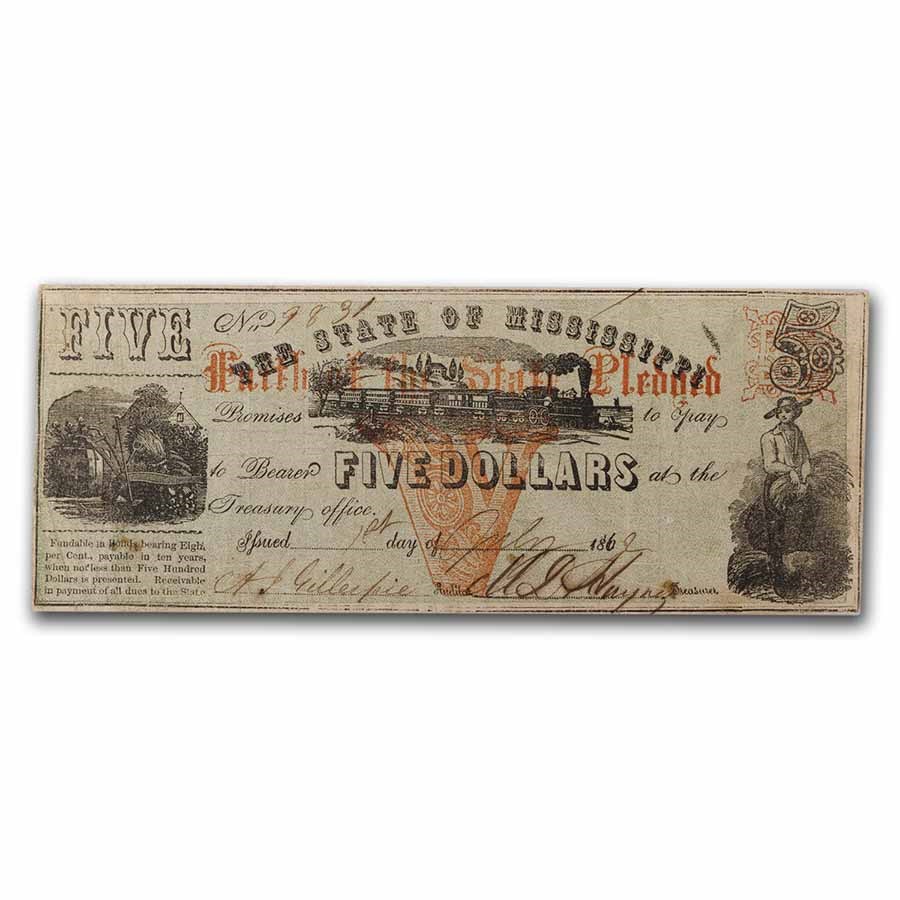 FIVE
No. 9931
5
THE STATE OF MISSISSIPPI
Faith of the State Pledged
Promises to pay
to Bearer FIVE DOLLARS at the
Treasury office.
V
Issued 1st day of 186
Fundable in Bonds bearing Eight
per Cent., payable in ten years,
when not less than Five Hundred
Dollars is presented. Receivable
in payment of all dues to the State
A. J. Gillespie Auditor Treasurer